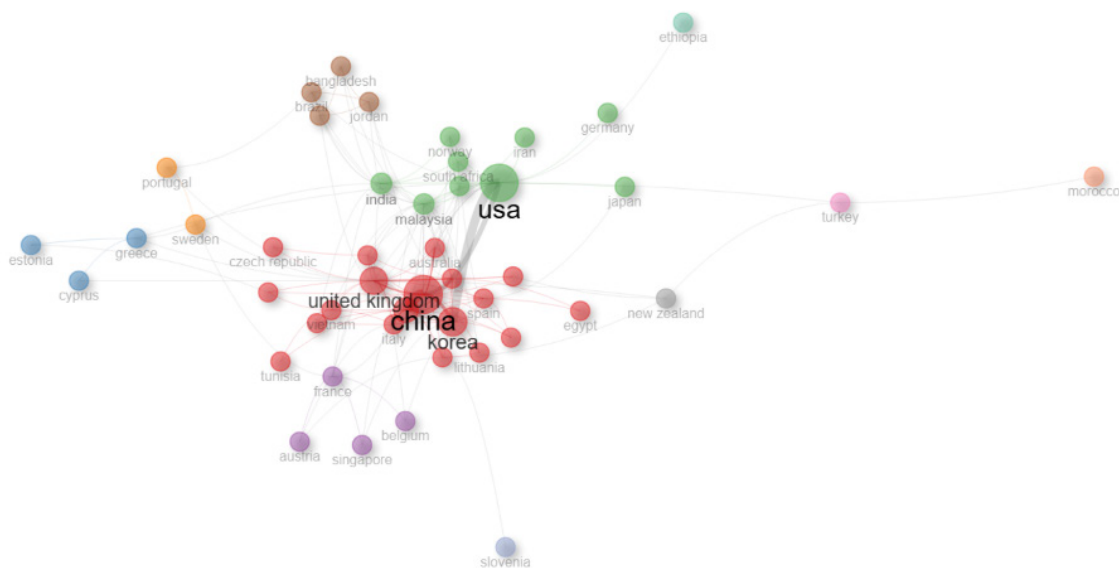 ethiopia
bangladesh
brazil
jordan
germany
norway
iran
south africa
portugal
india
malaysia
usa
japan
morocco
turkey
sweden
greece
estonia
czech republic
australia
cyprus
united kingdom
spain
new zealand
egypt
china
vietnam
italy
korea
lithuania
tunisia
france
belgium
austria
singapore
slovenia